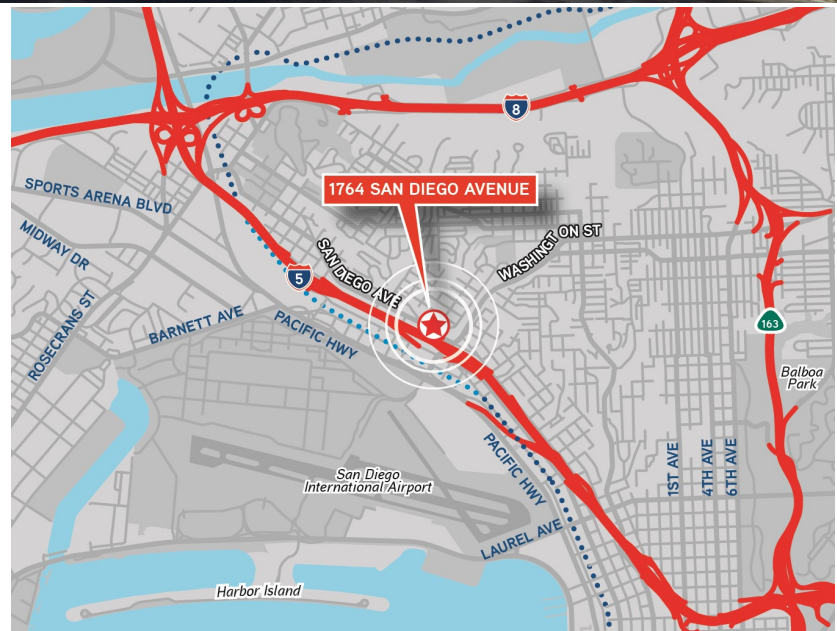 8
1764 SAN DIEGO AVENUE
SPORTS ARENA BLVD
MIDWAY DR
SAN DIEGO AVE
WASHINGTON ST
5
ROSECRANS ST
BARNETT AVE
PACIFIC HWY
163
Balboa
Park
San Diego
International Airport
PACIFIC HWY
1ST AVE
4TH AVE
6TH AVE
LAUREL AVE
Harbor Island